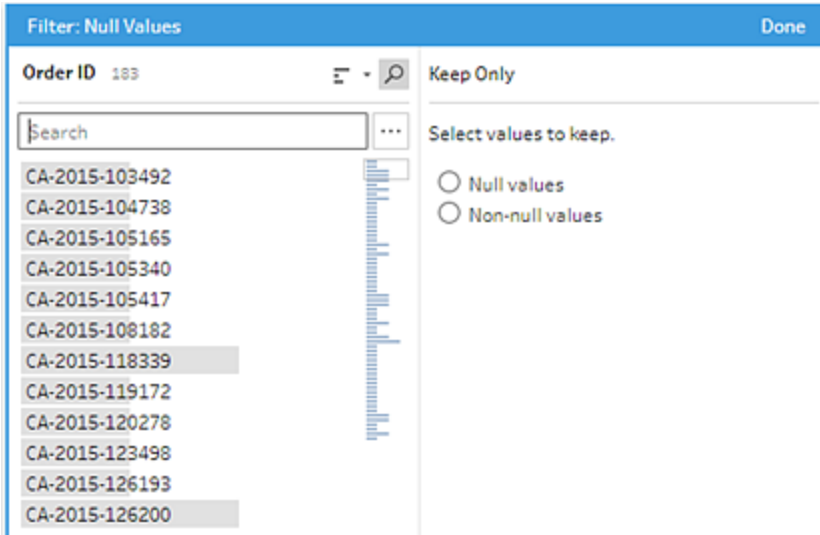 Filter: Null Values
Done
Order ID 183
Search
...
CA-2015-103492
CA-2015-104738
CA-2015-105165
CA-2015-105340
CA-2015-105417
CA-2015-108182
CA-2015-118339
CA-2015-119172
CA-2015-120278
CA-2015-123498
CA-2015-126193
CA-2015-126200
Keep Only
Select values to keep.
Null values
Non-null values